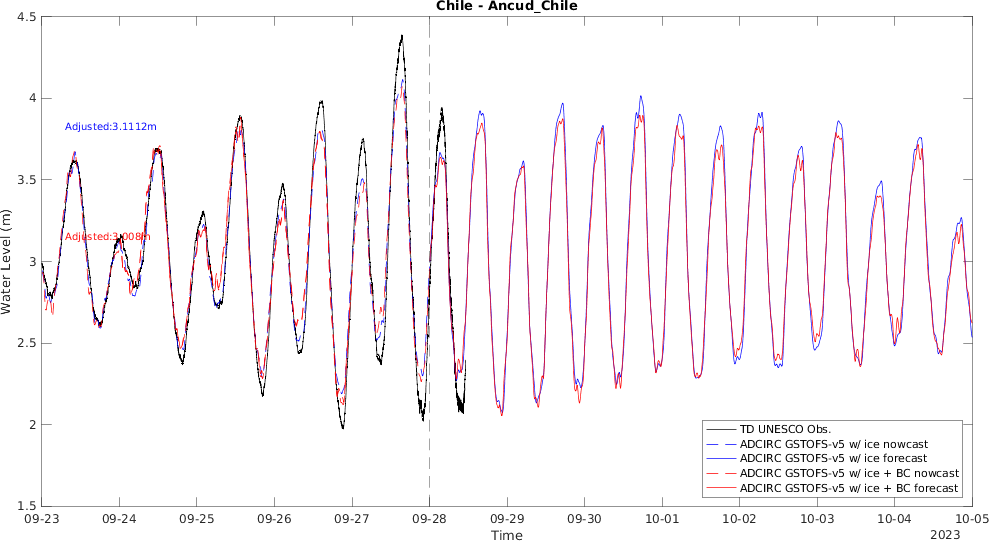 Chile - Ancud_Chile
4.5
4
3.5
3
2.5
2
1.5
Water Level (m)
Adjusted:3.1112m
Adjusted:3.008m
TD UNESCO Obs.
ADCIRC GSTOFS-v5 w/ ice nowcast
ADCIRC GSTOFS-v5 w/ ice forecast
ADCIRC GSTOFS-v5 w/ ice + BC nowcast
ADCIRC GSTOFS-v5 w/ ice + BC forecast
09-23 09-24 09-25 09-26 09-27 09-28 09-29 09-30 10-01 10-02 10-03 10-04 10-05
Time
2023